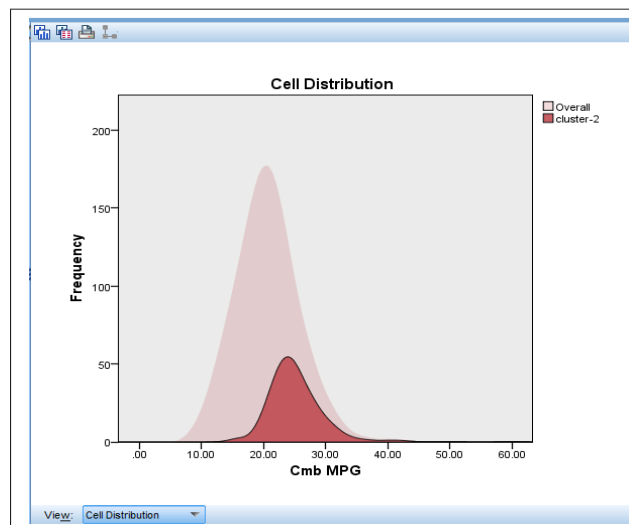 Cell Distribution
Overall
cluster-2
200
150
100
50
0
Frequency
.00 10.00 20.00 30.00 40.00 50.00 60.00
Cmb MPG
View: Cell Distribution